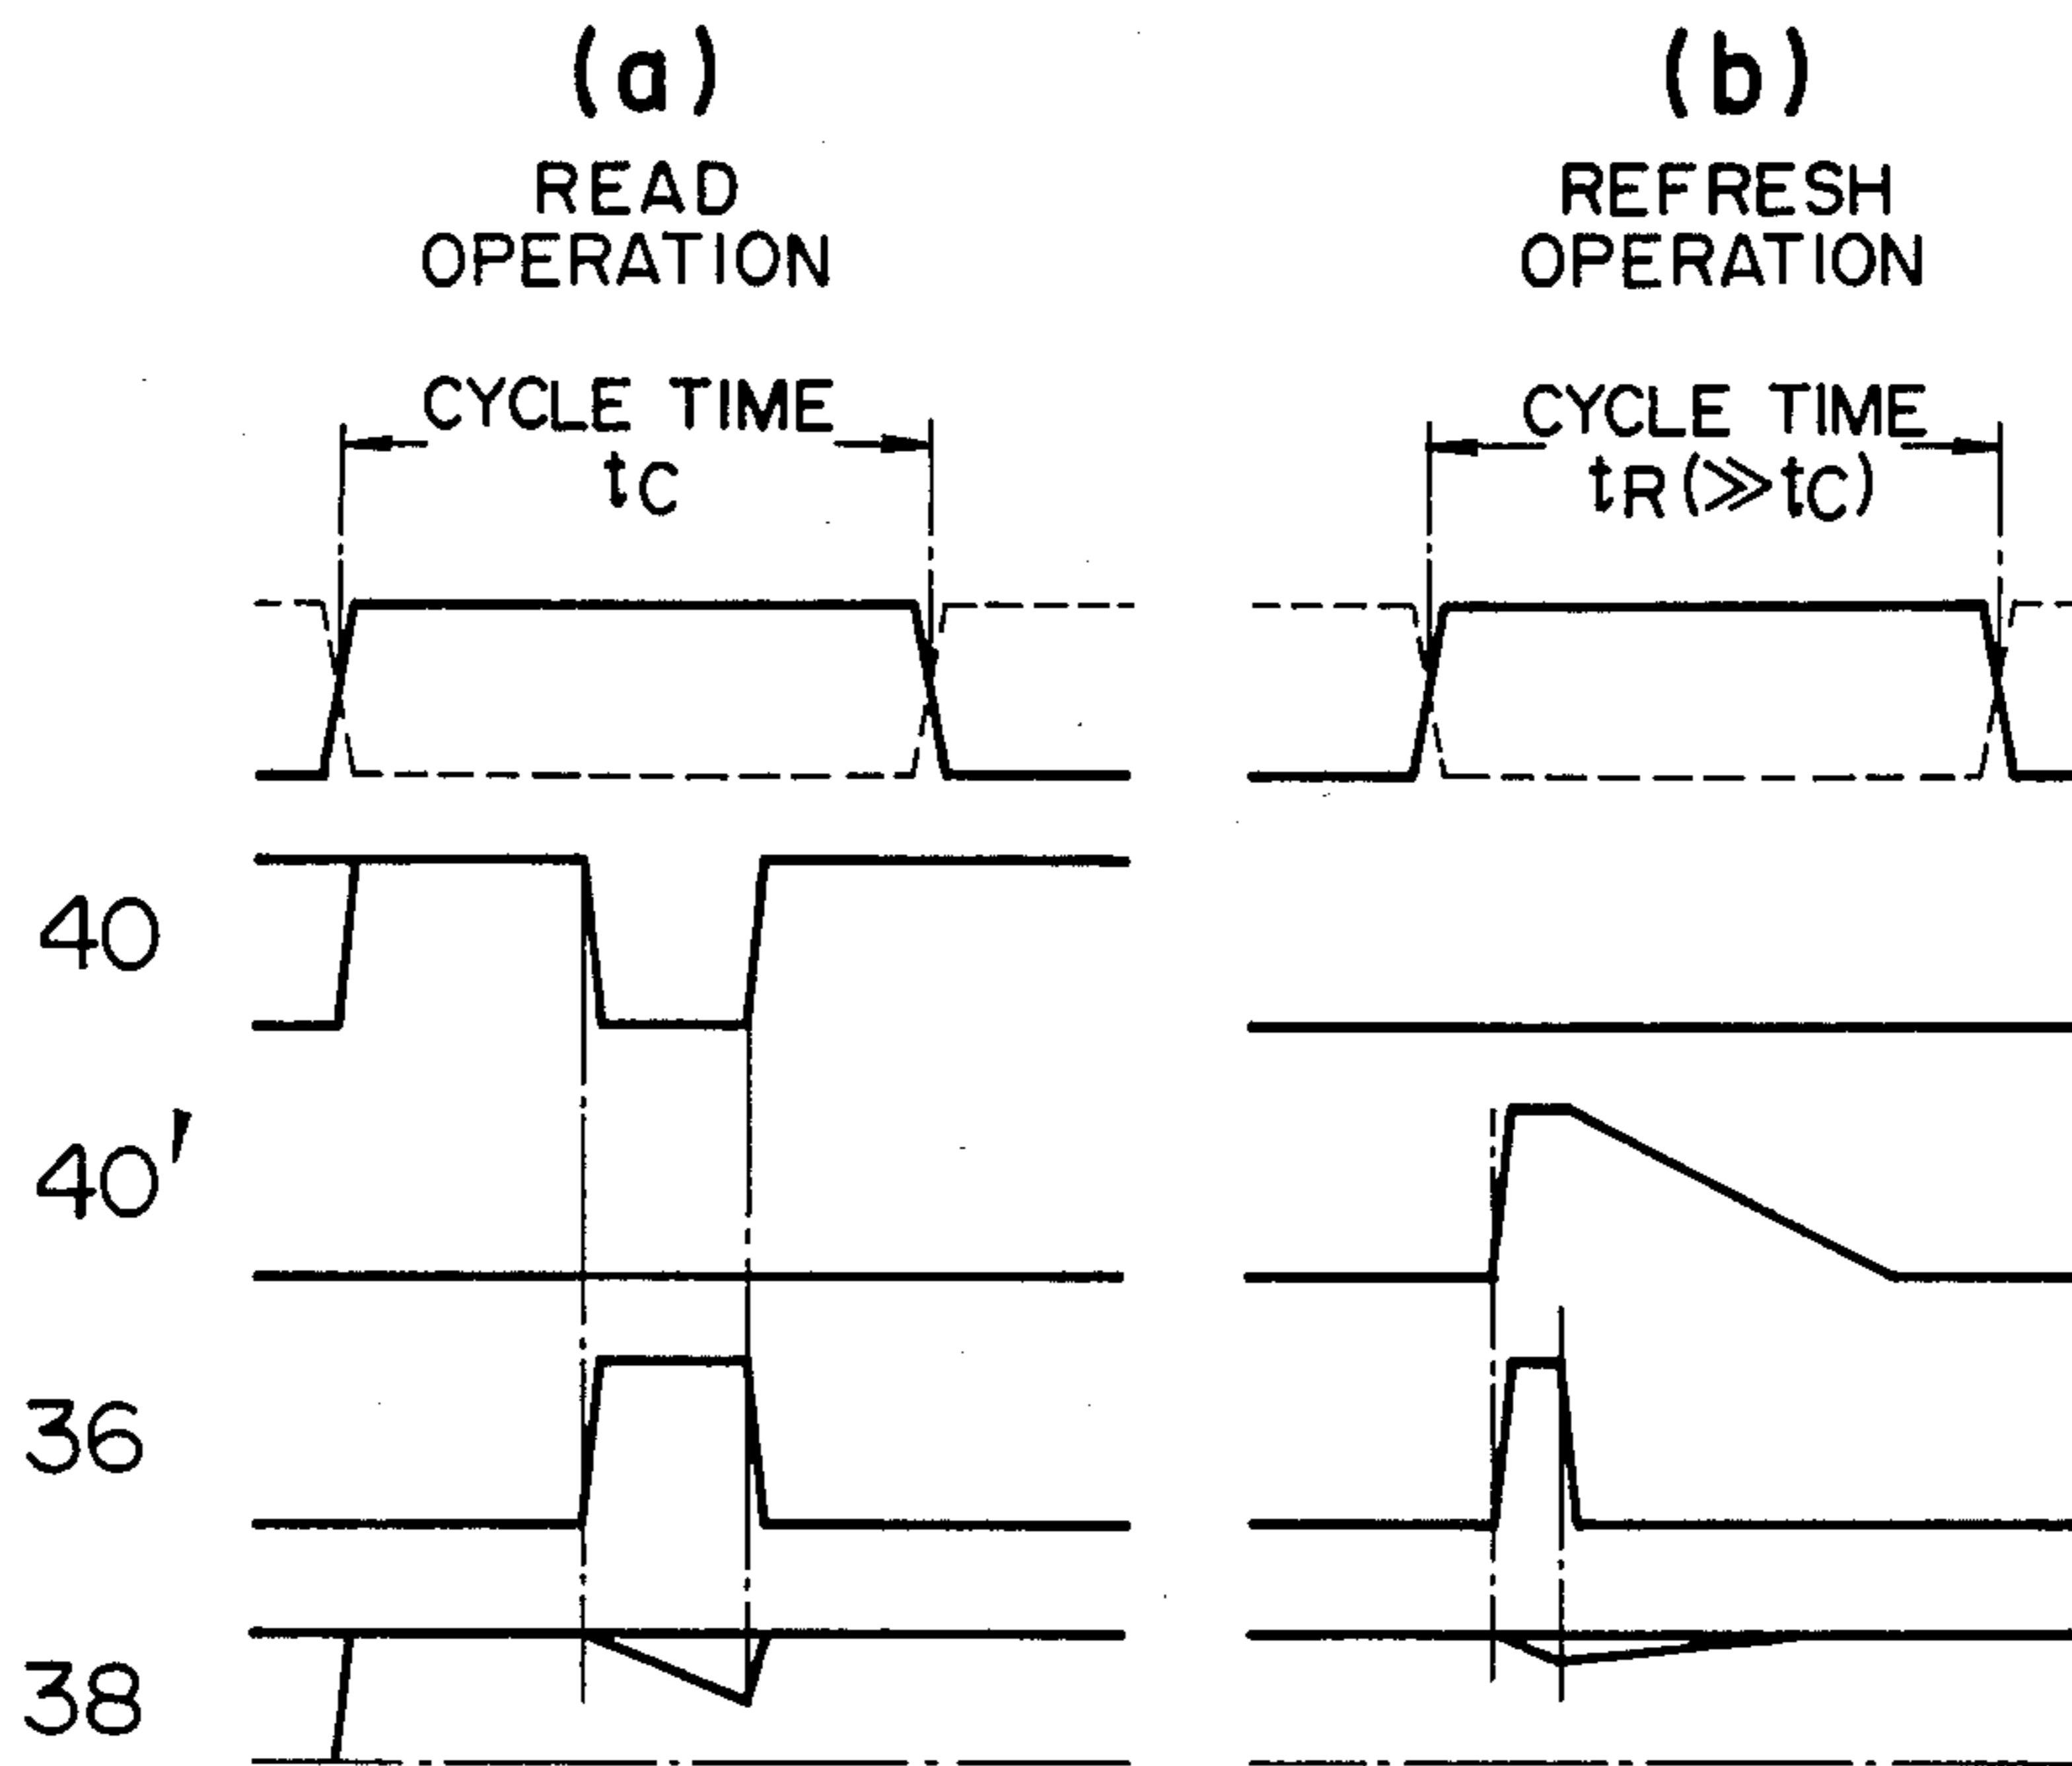 (a)
READ
OPERATION
CYCLE TIME
tC
(b)
REFRESH
OPERATION
CYCLE TIME
tR(≫tC)
40
40'
36
38